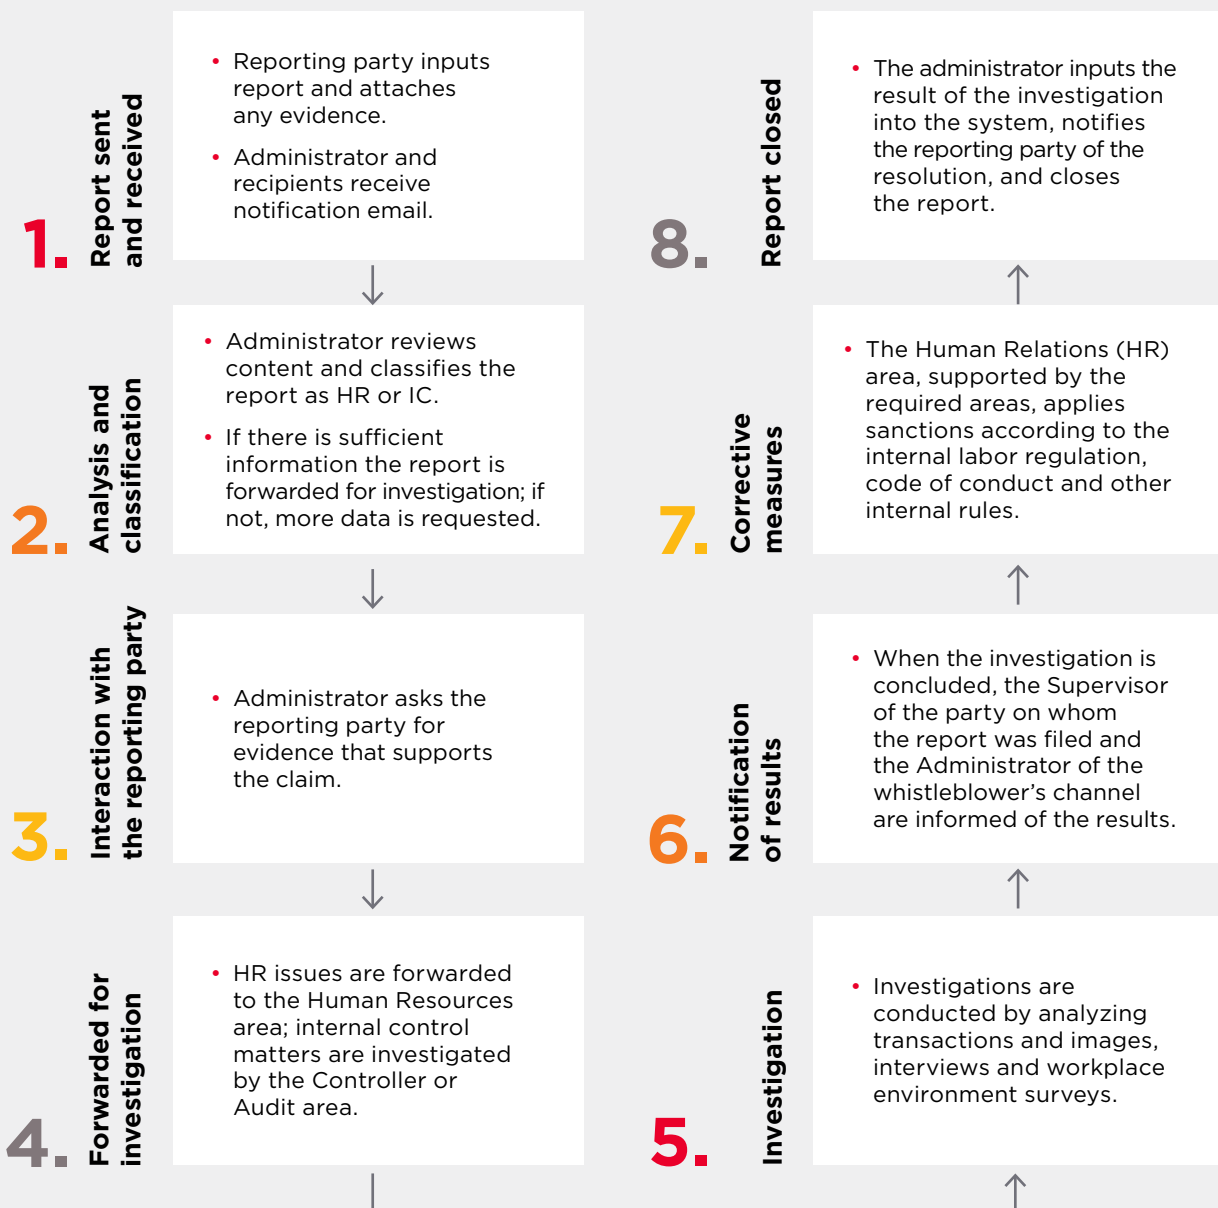 1.
Report sent
and received
• Reporting party inputs
report and attaches
any evidence.
• Administrator and
recipients receive
notification email.
2.
Analysis and
classification
• Administrator reviews
content and classifies the
report as HR or IC.
• If there is sufficient
information the report is
forwarded for investigation; if
not, more data is requested.
3.
Interaction with
the reporting party
• Administrator asks the
reporting party for
evidence that supports
the claim.
4.
Forwarded for
investigation
• HR issues are forwarded
to the Human Resources
area; internal control
matters are investigated
by the Controller or
Audit area.
5.
Investigation
• Investigations are
conducted by analyzing
transactions and images,
interviews and workplace
environment surveys.
6.
Notification
of results
• When the investigation is
concluded, the Supervisor
of the party on whom
the report was filed and
the Administrator of the
whistleblower’s channel
are informed of the results.
7.
Corrective
measures
• The Human Relations (HR)
area, supported by the
required areas, applies
sanctions according to the
internal labor regulation,
code of conduct and other
internal rules.
8.
Report closed
• The administrator inputs the
result of the investigation
into the system, notifies
the reporting party of the
resolution, and closes
the report.